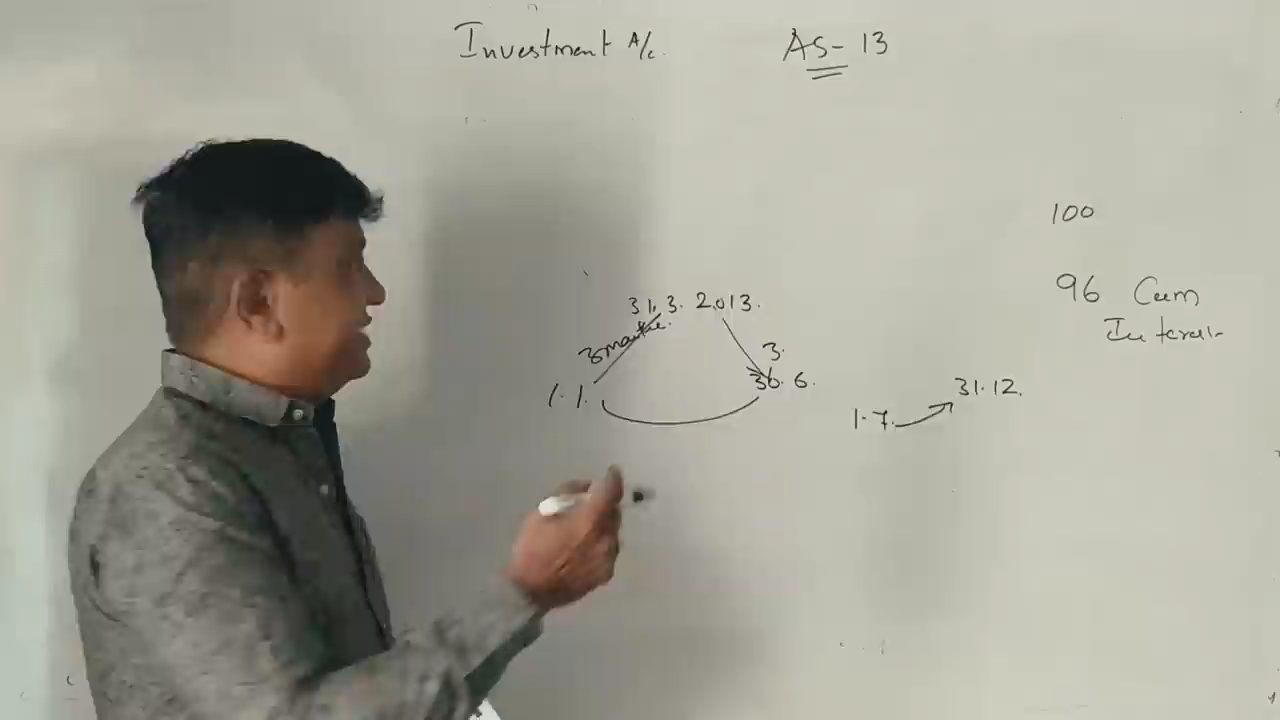 Investment A/c. AS- 13
100
31.3. 2013.
96 Cum
Interest
3 months.
3.
30. 6.
1. 1.
31.12.
1.7.